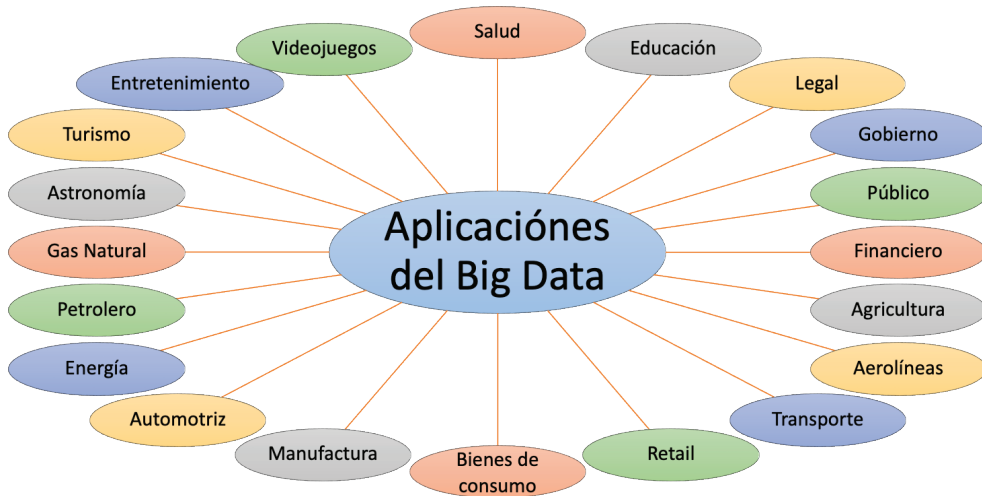 Salud
Videojuegos
Educación
Entretenimiento
Legal
Turismo
Gobierno
Astronomía
Público
Aplicaciónes
del Big Data
Gas Natural
Financiero
Petrolero
Agricultura
Energía
Aerolíneas
Automotriz
Transporte
Manufactura
Retail
Bienes de
consumo